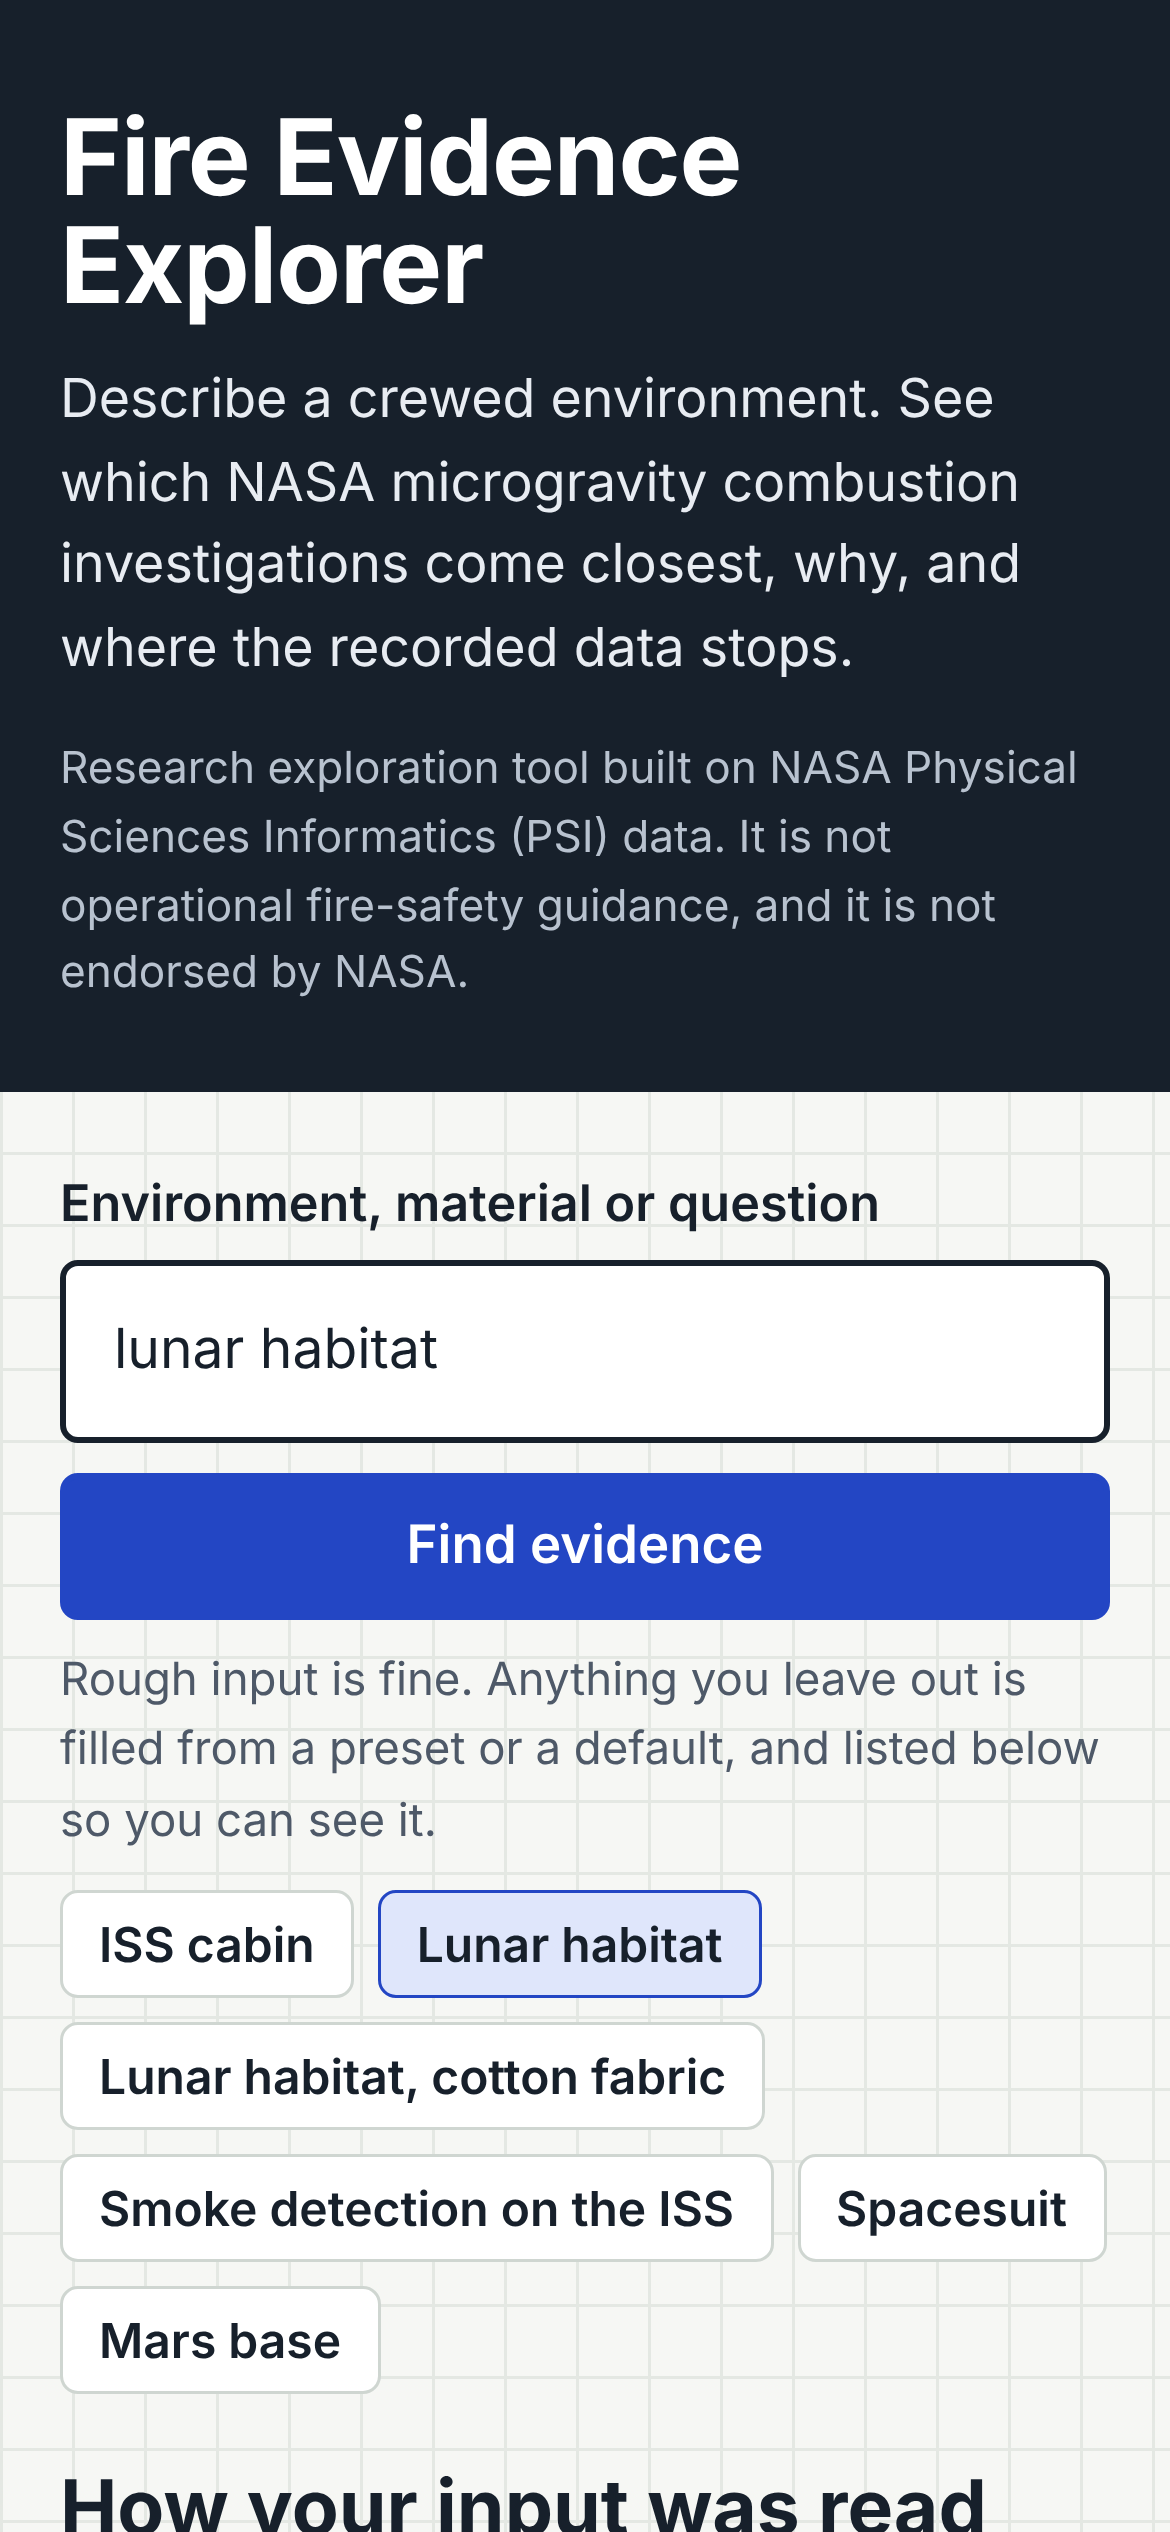 Fire Evidence
Explorer
Describe a crewed environment. See
which NASA microgravity combustion
investigations come closest, why, and
where the recorded data stops.
Research exploration tool built on NASA Physical
Sciences Informatics (PSI) data. It is not
operational fire-safety guidance, and it is not
endorsed by NASA.
Environment, material or question
lunar habitat
Find evidence
Rough input is fine. Anything you leave out is
filled from a preset or a default, and listed below
so you can see it.
ISS cabin
Lunar habitat
Lunar habitat, cotton fabric
Smoke detection on the ISS
Spacesuit
Mars base
How your input was read